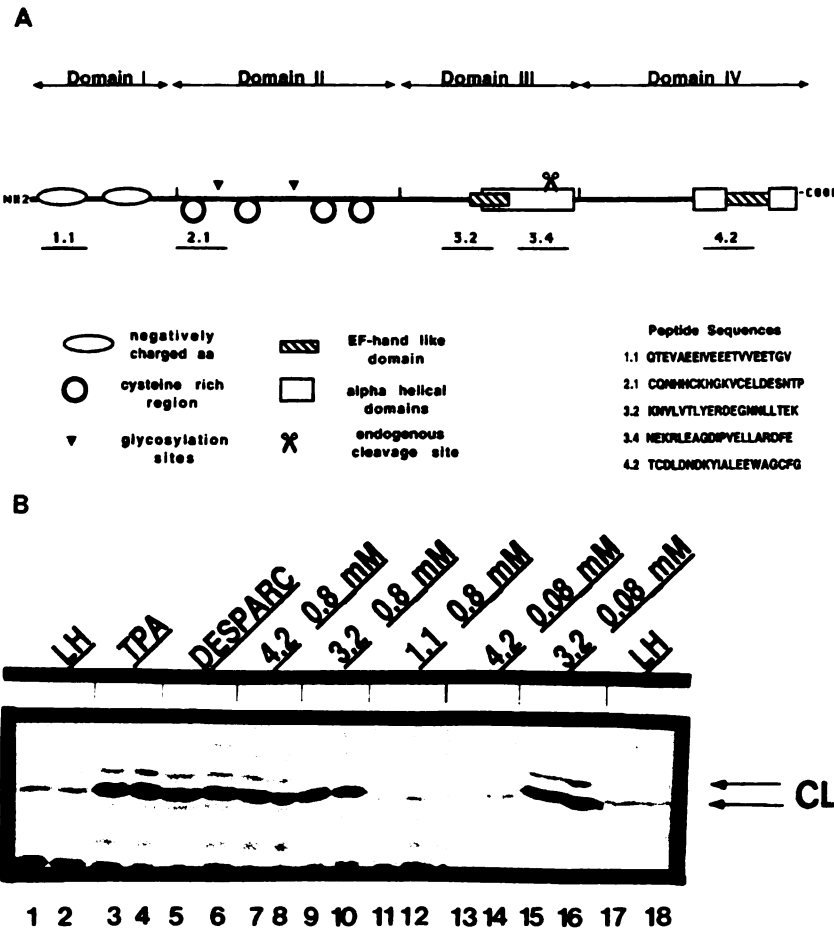 A
Domain I Domain II Domain III Domain IV
NH2 -COOH
1.1 2.1 3.2 3.4 4.2
negatively charged aa
EF-hand like domain
cysteine rich region
alpha helical domains
glycosylation sites
endogenous cleavage site
Peptide Sequences
1.1 QTEVAEEIVEEETVVEETGV
2.1 CQNHHCKHGKVCELDESNTP
3.2 KNYLVTLYERDEGNNLLTEK
3.4 NEKRLEAGDIPVELLARDFE
4.2 TCDLDNDKYIALEEWAGCFG
B
LH TPA DESPARC 4.2 0.8 mM 3.2 0.8 mM 1.1 0.8 mM 4.2 0.08 mM 3.2 0.08 mM LH
CL
1 2 3 4 5 6 7 8 9 10 11 12 13 14 15 16 17 18